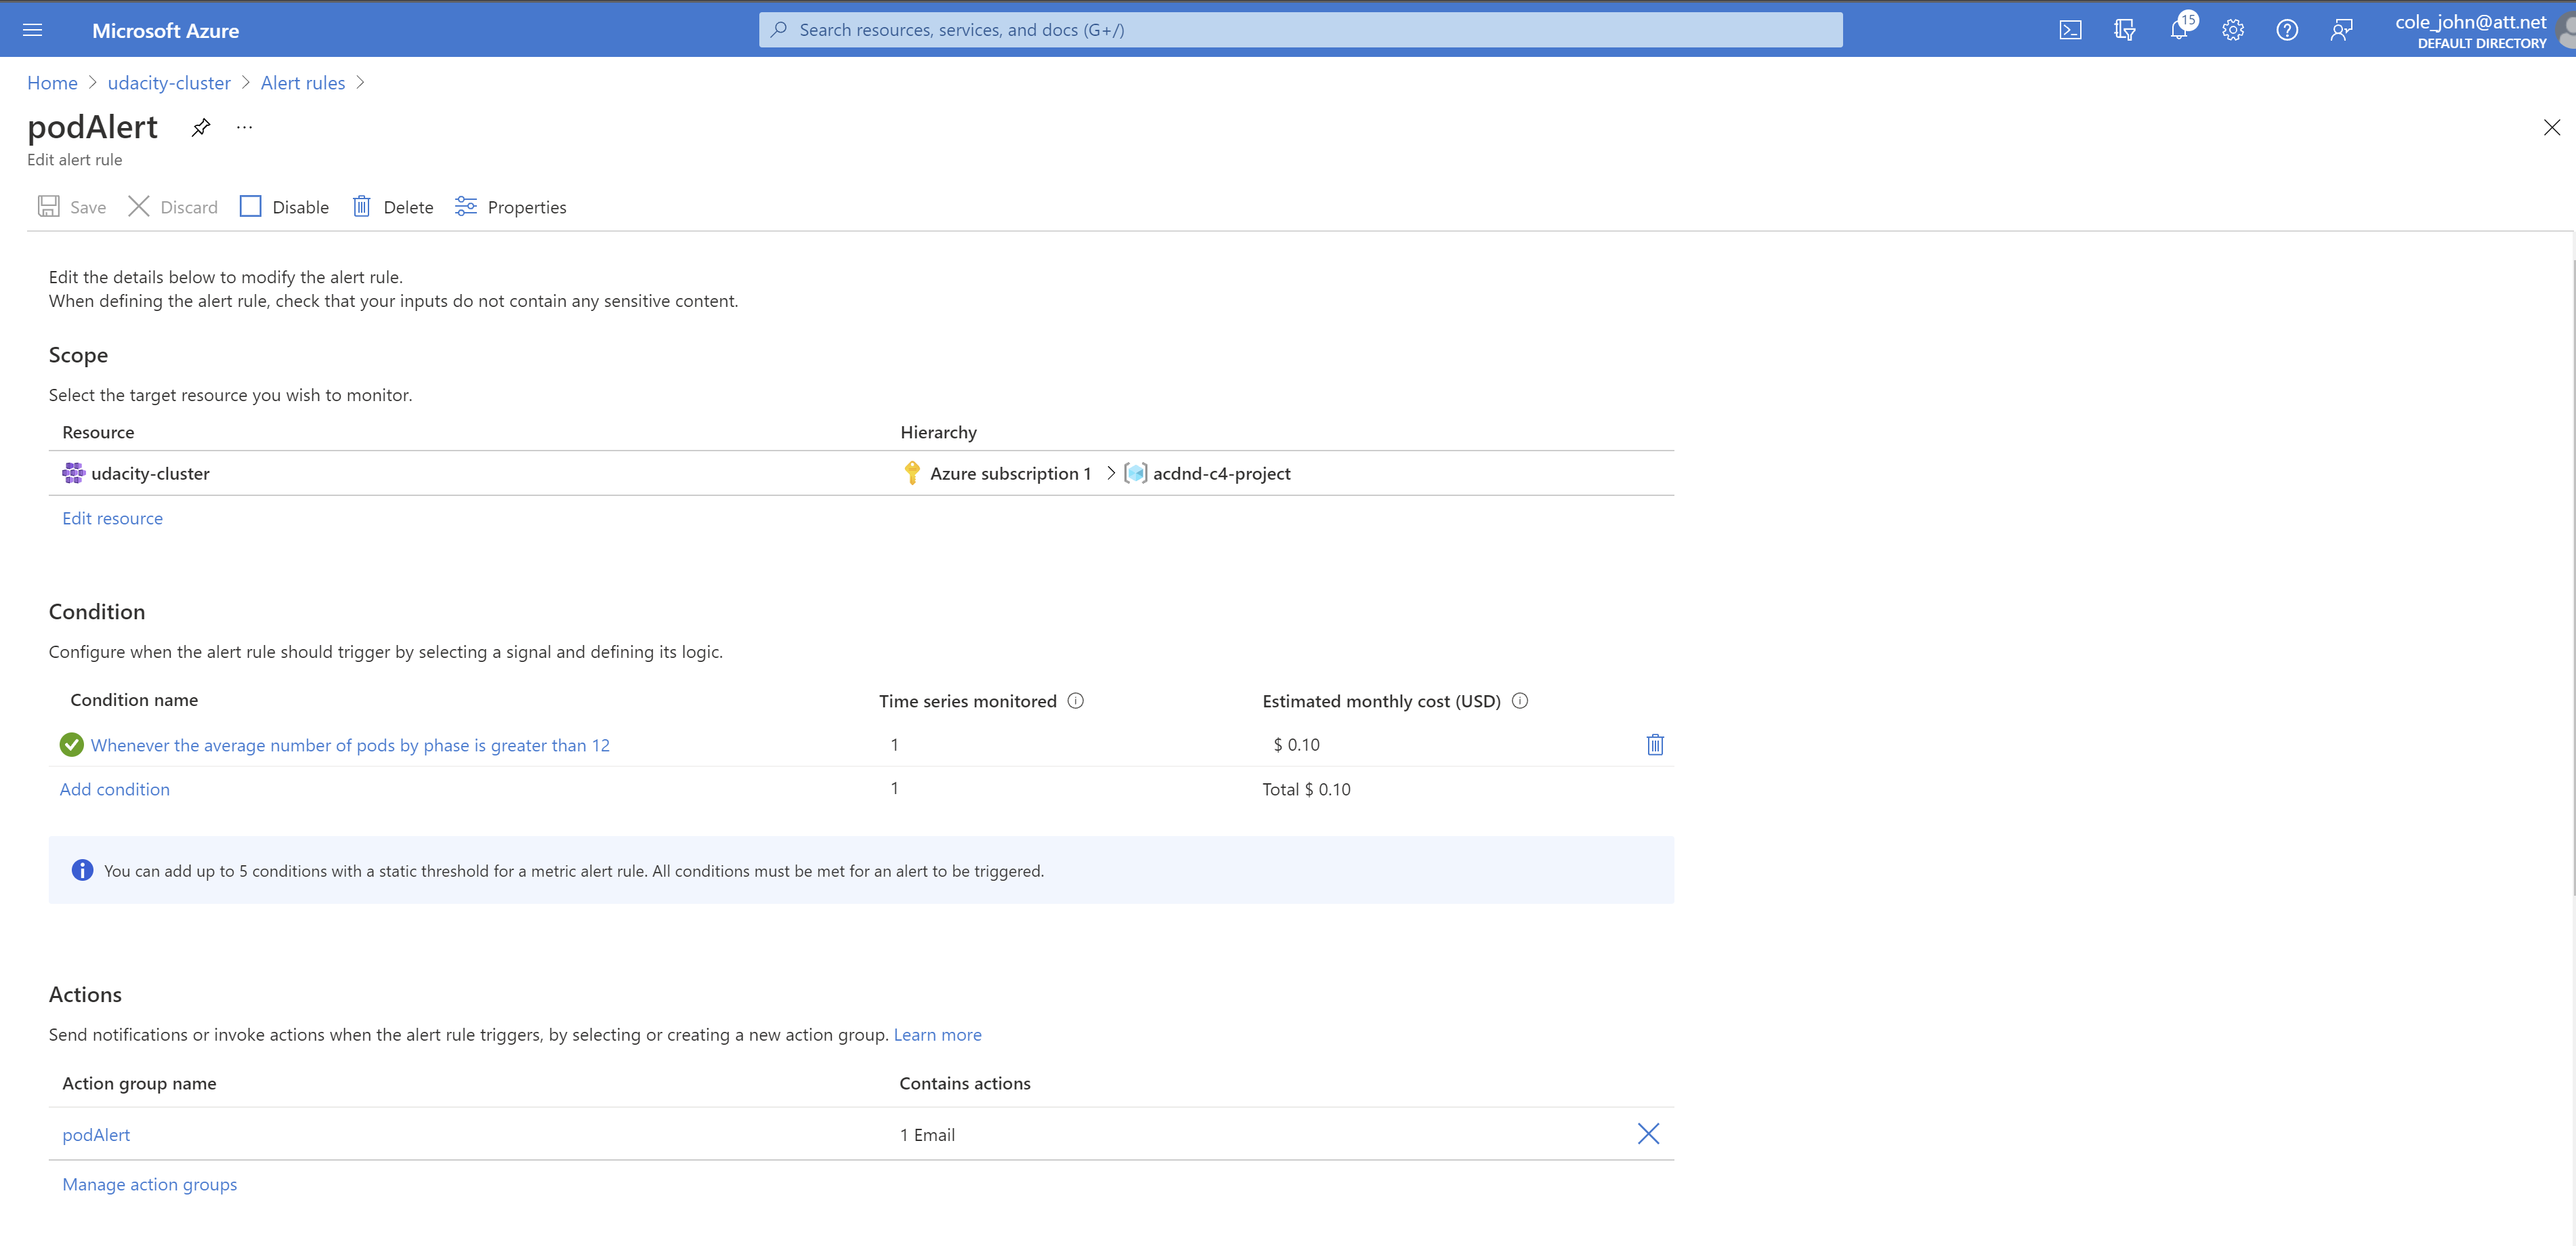 Microsoft Azure
Search resources, services, and docs (G+/)
15
cole_john@att.net
DEFAULT DIRECTORY
Home > udacity-cluster > Alert rules >
podAlert ...
Edit alert rule
Save Discard Disable Delete Properties
Edit the details below to modify the alert rule.
When defining the alert rule, check that your inputs do not contain any sensitive content.
Scope
Select the target resource you wish to monitor.
Resource Hierarchy
udacity-cluster Azure subscription 1 > acdnd-c4-project
Edit resource
Condition
Configure when the alert rule should trigger by selecting a signal and defining its logic.
Condition name Time series monitored Estimated monthly cost (USD)
Whenever the average number of pods by phase is greater than 12 1 $ 0.10
Add condition 1 Total $ 0.10
You can add up to 5 conditions with a static threshold for a metric alert rule. All conditions must be met for an alert to be triggered.
Actions
Send notifications or invoke actions when the alert rule triggers, by selecting or creating a new action group. Learn more
Action group name Contains actions
podAlert 1 Email
Manage action groups